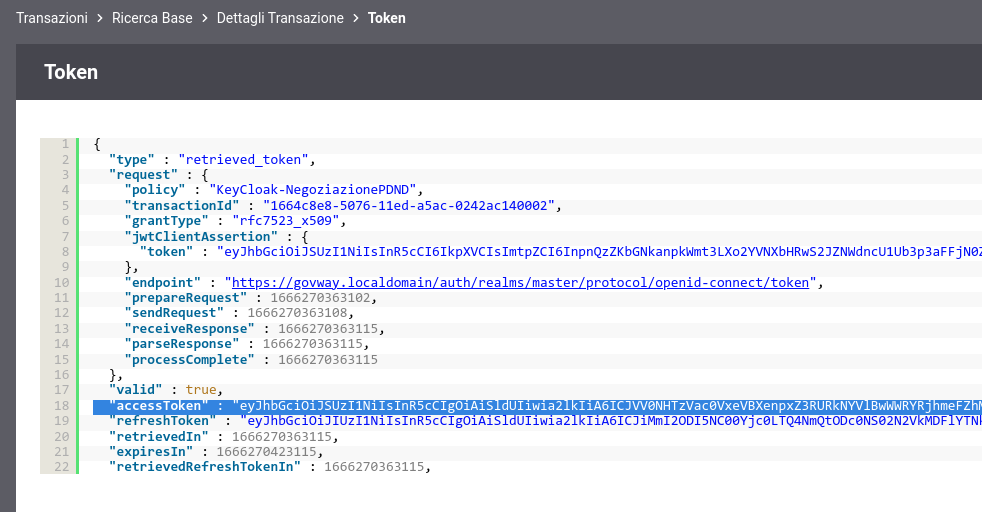 Transazioni > Ricerca Base > Dettagli Transazione > Token
Token
1 {
2 "type" : "retrieved_token",
3 "request" : {
4 "policy" : "KeyCloak-NegoziazionePDND",
5 "transactionId" : "1664c8e8-5076-11ed-a5ac-0242ac140002",
6 "grantType" : "rfc7523_x509",
7 "jwtClientAssertion" : {
8 "token" : "eyJhbGciOiJSUzI1NiIsInR5cCI6IkpXVCIsImtpZCI6InpnQzZKbGNkanpkWmt3LXo2YVNXbHRwS2JZNWdncU1Ub3p3aFFjN0Z
9 },
10 "endpoint" : "https://govway.localdomain/auth/realms/master/protocol/openid-connect/token",
11 "prepareRequest" : 1666270363102,
12 "sendRequest" : 1666270363108,
13 "receiveResponse" : 1666270363115,
14 "parseResponse" : 1666270363115,
15 "processComplete" : 1666270363115
16 },
17 "valid" : true,
18 "accessToken" : "eyJhbGciOiJSUzI1NiIsInR5cCIgOiAiSldUIiwia2lkIiA6ICJVV0NHTzVac0VxeVBXenpxZ3RURkNYVlBwWWRYRjhmeFZhM
19 "refreshToken" : "eyJhbGciOiJIUzI1NiIsInR5cCIgOiAiSldUIiwia2lkIiA6ICJiMmI2ODI5NC00Yjc0LTQ4NmQtODc0NS02N2VkMDFlYTNk
20 "retrievedIn" : 1666270363115,
21 "expiresIn" : 1666270423115,
22 "retrievedRefreshTokenIn" : 1666270363115,